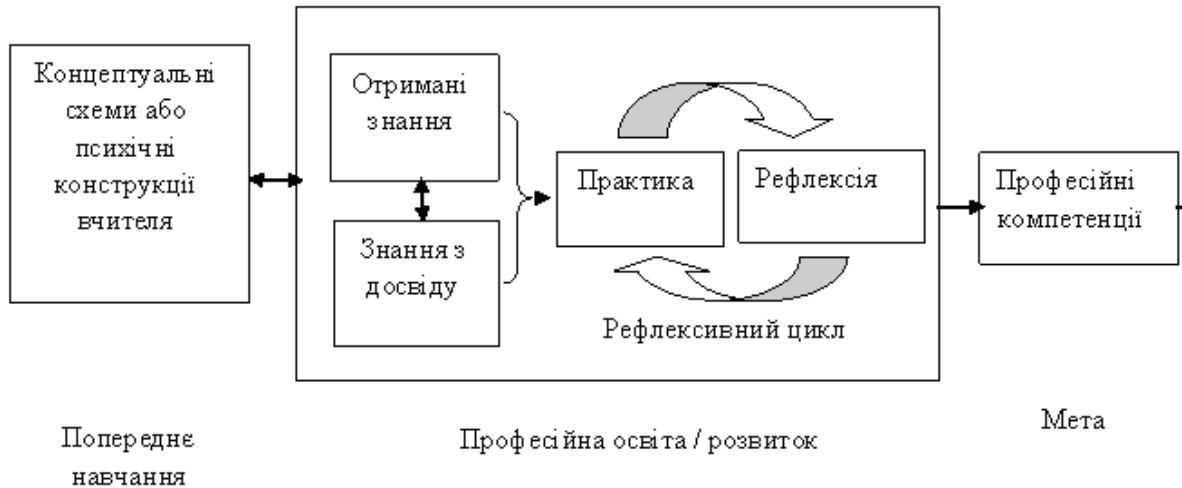 Концептуальні
схеми або
психічні
конструкції
вчителя
Отримані
знання
Знання з
досвіду
Практика
Рефлексія
Рефлексивний цикл
Професійні
компетенції
Попереднє
навчання
Професійна освіта / розвиток
Мета